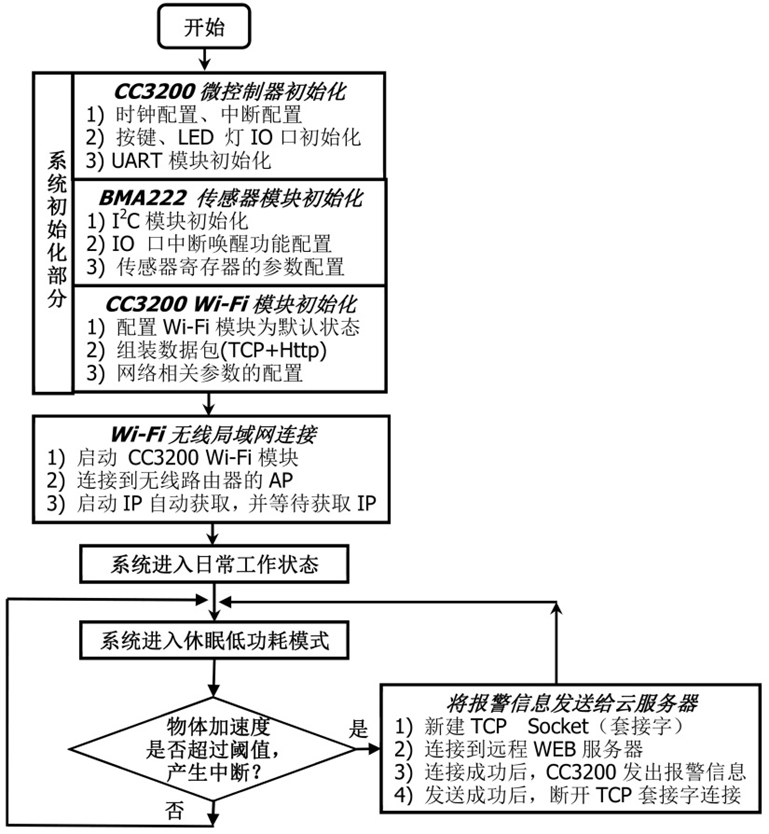 开始
系统初始化部分
CC3200 微控制器初始化
1) 时钟配置、中断配置
2) 按键、LED 灯 IO 口初始化
3) UART 模块初始化
BMA222 传感器模块初始化
1) I²C 模块初始化
2) IO 口中断唤醒功能配置
3) 传感器寄存器的参数配置
CC3200 Wi-Fi 模块初始化
1) 配置 Wi-Fi 模块为默认状态
2) 组装数据包(TCP+Http)
3) 网络相关参数的配置
Wi-Fi 无线局域网连接
1) 启动 CC3200 Wi-Fi 模块
2) 连接到无线路由器的 AP
3) 启动 IP 自动获取，并等待获取 IP
系统进入日常工作状态
系统进入休眠低功耗模式
物体加速度
是否超过阈值，
产生中断？
是
否
将报警信息发送给云服务器
1) 新建 TCP Socket（套接字）
2) 连接到远程 WEB 服务器
3) 连接成功后，CC3200 发出报警信息
4) 发送成功后，断开 TCP 套接字连接